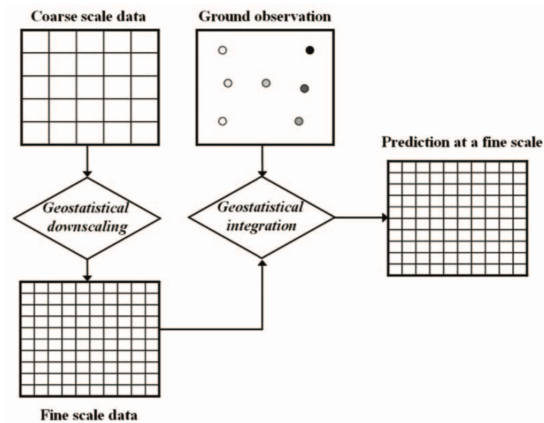 Coarse scale data
Ground observation
Prediction at a fine scale
Geostatistical
downscaling
Geostatistical
integration
Fine scale data